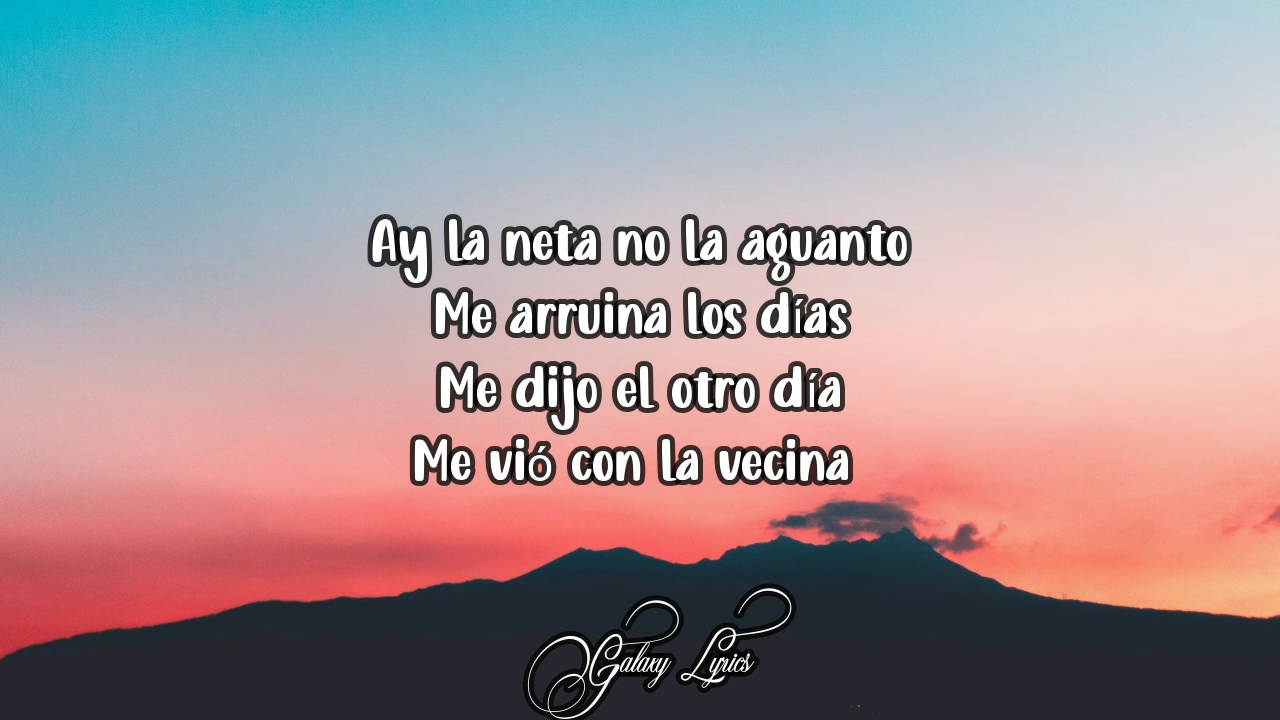 Ay la neta no la aguanto
Me arruina los días
Me dijo el otro día
Me vió con la vecina
Galaxy Lyrics